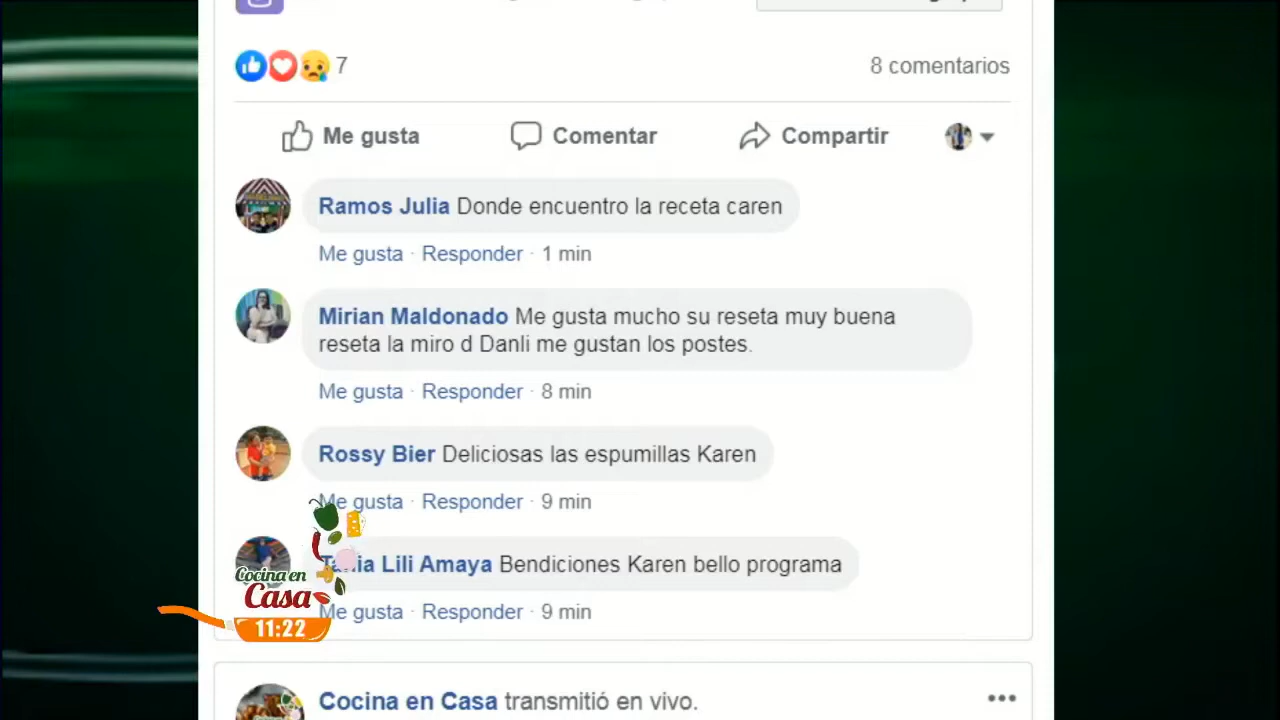 7
8 comentarios
Me gusta
Comentar
Compartir
Ramos Julia Donde encuentro la receta caren
Me gusta · Responder · 1 min
Mirian Maldonado Me gusta mucho su reseta muy buena
reseta la miro d Danli me gustan los postes.
Me gusta · Responder · 8 min
Rossy Bier Deliciosas las espumillas Karen
Me gusta · Responder · 9 min
Lili Amaya Bendiciones Karen bello programa
Me gusta · Responder · 9 min
Cocina en
Casa
11:22
Cocina en Casa transmitió en vivo.